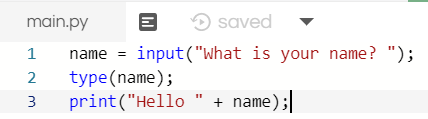 main.py saved
1 name = input("What is your name? ");
2 type(name);
3 print("Hello " + name);